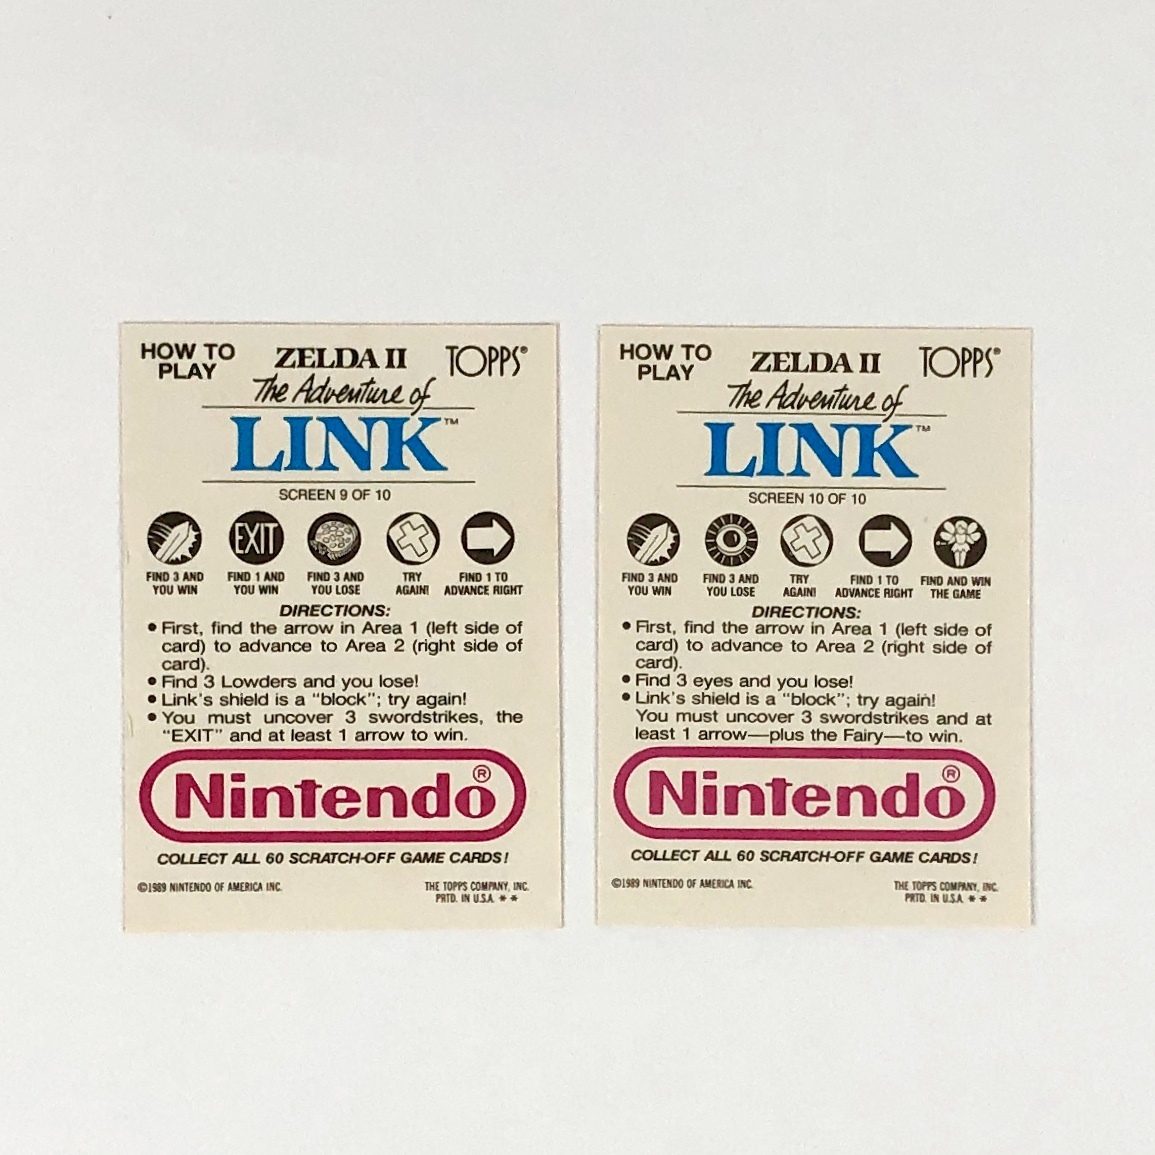 HOW TO
PLAY
ZELDA II
TOPPS®
The Adventure of
LINK™
SCREEN 9 OF 10
EXIT
FIND 3 AND
YOU WIN
FIND 1 AND
YOU WIN
FIND 3 AND
YOU LOSE
TRY
AGAIN!
FIND 1 TO
ADVANCE RIGHT
DIRECTIONS:
• First, find the arrow in Area 1 (left side of
card) to advance to Area 2 (right side of
card).
• Find 3 Lowders and you lose!
• Link's shield is a "block"; try again!
• You must uncover 3 swordstrikes, the
"EXIT" and at least 1 arrow to win.
Nintendo®
COLLECT ALL 60 SCRATCH-OFF GAME CARDS!
©1989 NINTENDO OF AMERICA INC.
THE TOPPS COMPANY, INC.
PRTD. IN U.S.A. * *
HOW TO
PLAY
ZELDA II
TOPPS®
The Adventure of
LINK™
SCREEN 10 OF 10
FIND 3 AND
YOU WIN
FIND 3 AND
YOU LOSE
TRY
AGAIN!
FIND 1 TO
ADVANCE RIGHT
FIND AND WIN
THE GAME
DIRECTIONS:
• First, find the arrow in Area 1 (left side of
card) to advance to Area 2 (right side of
card).
• Find 3 eyes and you lose!
• Link's shield is a "block"; try again!
You must uncover 3 swordstrikes and at
least 1 arrow—plus the Fairy—to win.
Nintendo®
COLLECT ALL 60 SCRATCH-OFF GAME CARDS!
©1989 NINTENDO OF AMERICA INC.
THE TOPPS COMPANY, INC.
PRTD. IN U.S.A. * *